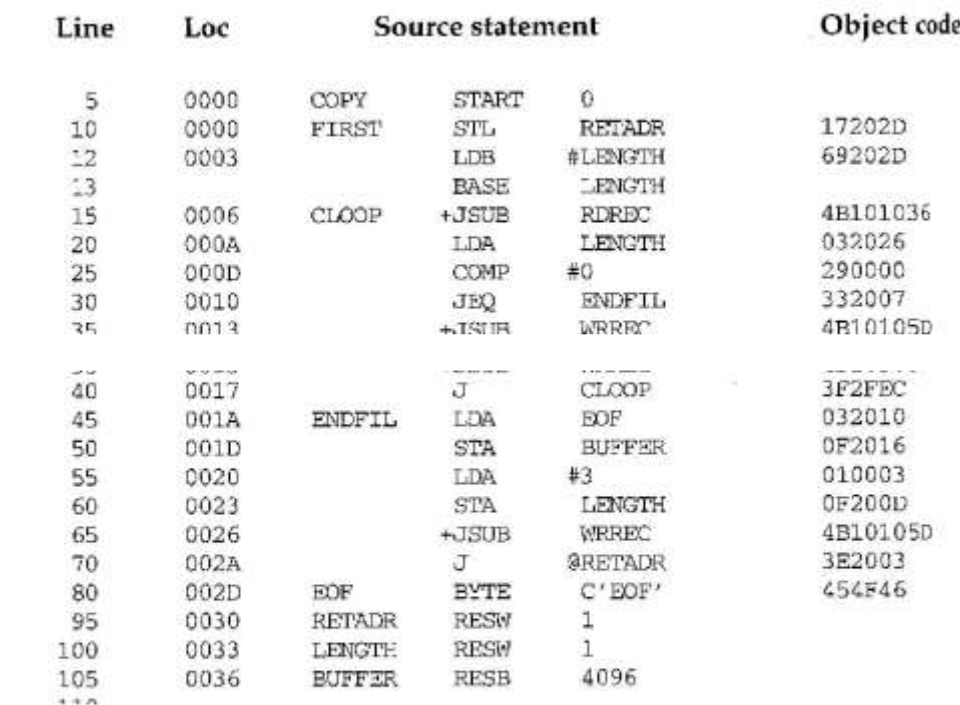 Line Loc Source statement Object code
5 0000 COPY START 0
10 0000 FIRST STL RETADR 17202D
12 0003 LDB #LENGTH 69202D
13 BASE LENGTH
15 0006 CLOOP +JSUB RDREC 4B101036
20 000A LDA LENGTH 032026
25 000D COMP #0 290000
30 0010 JEQ ENDFIL 332007
35 0013 +JSUB WRREC 4B10105D
40 0017 J CLOOP 3F2FEC
45 001A ENDFIL LDA EOF 032010
50 001D STA BUFFER 0F2016
55 0020 LDA #3 010003
60 0023 STA LENGTH 0F200D
65 0026 +JSUB WRREC 4B10105D
70 002A J @RETADR 3E2003
80 002D EOF BYTE C'EOF' 454F46
95 0030 RETADR RESW 1
100 0033 LENGTH RESW 1
105 0036 BUFFER RESB 4096